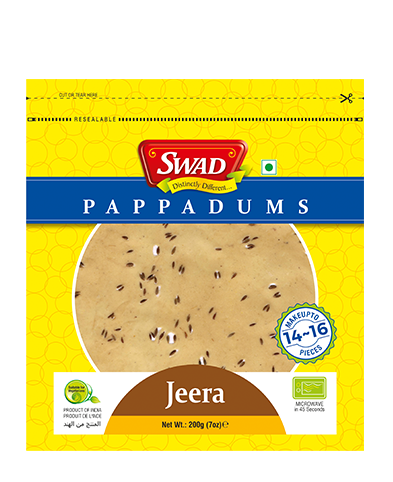 CUT OR TEAR HERE
RESEALABLE
SWAD
Distinctly Different...
PAPPADUMS
MAKEUPTO
14~16
PIECES
Jeera
Net Wt.: 200g (7oz)℮
PRODUCT OF INDIA
PRODUIT DE L'INDE
المنتج من الهند
MICROWAVE
in 45 Seconds